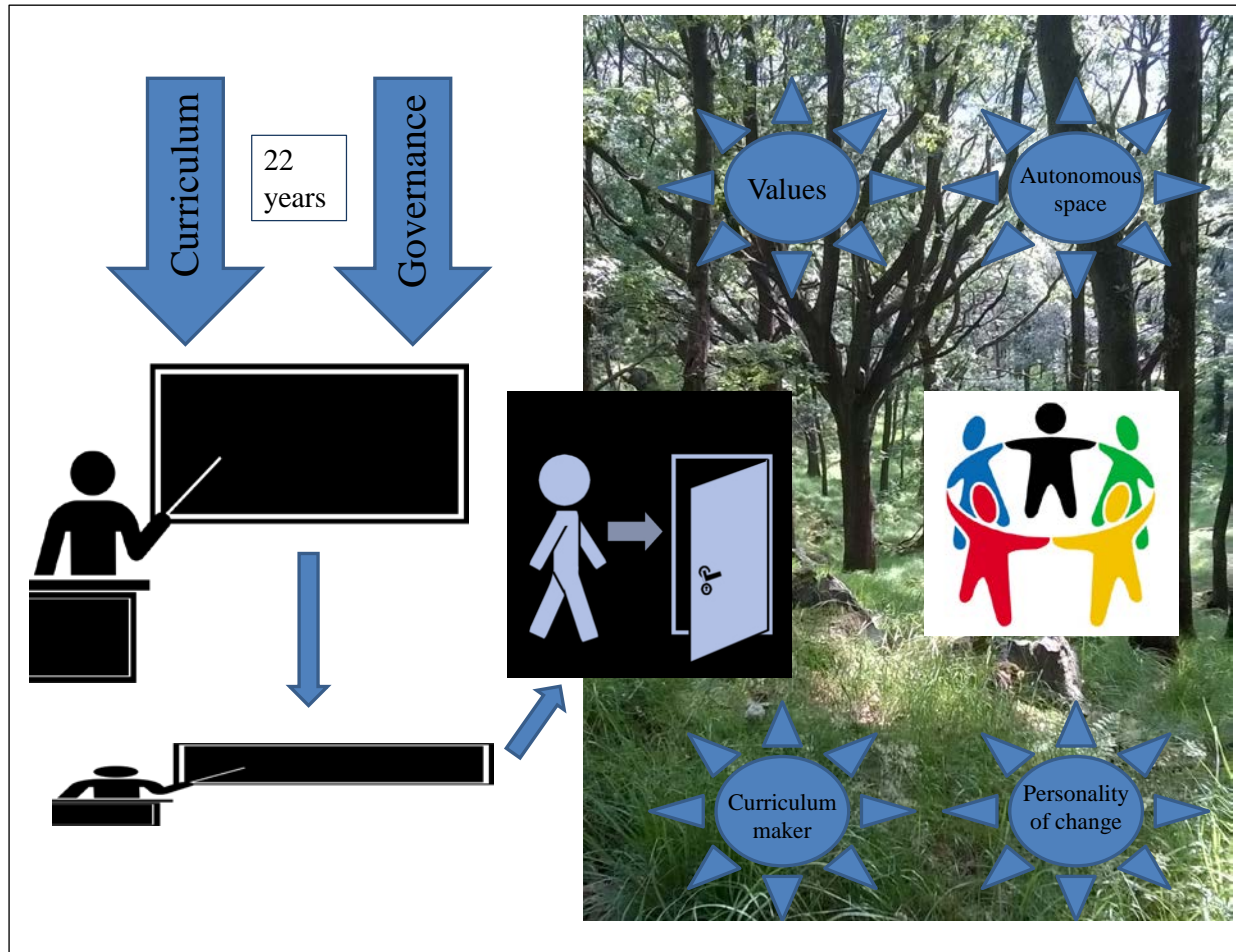 Curriculum
22
years
Governance
Values
Autonomous
space
Curriculum
maker
Personality
of change